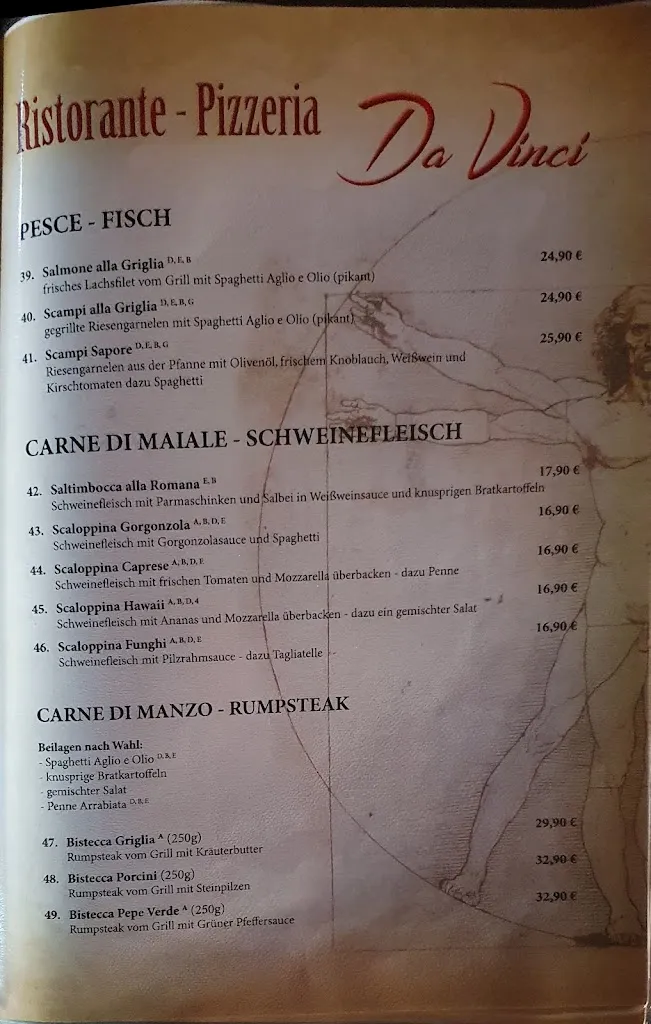 Ristorante - Pizzeria Da Vinci
PESCE - FISCH
39. Salmone alla Griglia D, E, B 24,90 €
frisches Lachsfilet vom Grill mit Spaghetti Aglio e Olio (pikant)
40. Scampi alla Griglia D, E, B, G 24,90 €
gegrillte Riesengarnelen mit Spaghetti Aglio e Olio (pikant)
41. Scampi Sapore D, E, B, G 25,90 €
Riesengarnelen aus der Pfanne mit Olivenöl, frischem Knoblauch, Weißwein und
Kirschtomaten dazu Spaghetti
CARNE DI MAIALE - SCHWEINEFLEISCH
42. Saltimbocca alla Romana E, B 17,90 €
Schweinefleisch mit Parmaschinken und Salbei in Weißweinsauce und knusprigen Bratkartoffeln
43. Scaloppina Gorgonzola A, B, D, E 16,90 €
Schweinefleisch mit Gorgonzolasauce und Spaghetti
44. Scaloppina Caprese A, B, D, E 16,90 €
Schweinefleisch mit frischen Tomaten und Mozzarella überbacken - dazu Penne
45. Scaloppina Hawaii A, B, D, 4 16,90 €
Schweinefleisch mit Ananas und Mozzarella überbacken - dazu ein gemischter Salat
46. Scaloppina Funghi A, B, D, E 16,90 €
Schweinefleisch mit Pilzrahmsauce - dazu Tagliatelle
CARNE DI MANZO - RUMPSTEAK
Beilagen nach Wahl:
- Spaghetti Aglio e Olio D, B, E
- knusprige Bratkartoffeln
- gemischter Salat
- Penne Arrabiata D, B, E
47. Bistecca Griglia A (250g) 29,90 €
Rumpsteak vom Grill mit Kräuterbutter
48. Bistecca Porcini (250g) 32,90 €
Rumpsteak vom Grill mit Steinpilzen
49. Bistecca Pepe Verde A (250g) 32,90 €
Rumpsteak vom Grill mit Grüner Pfeffersauce